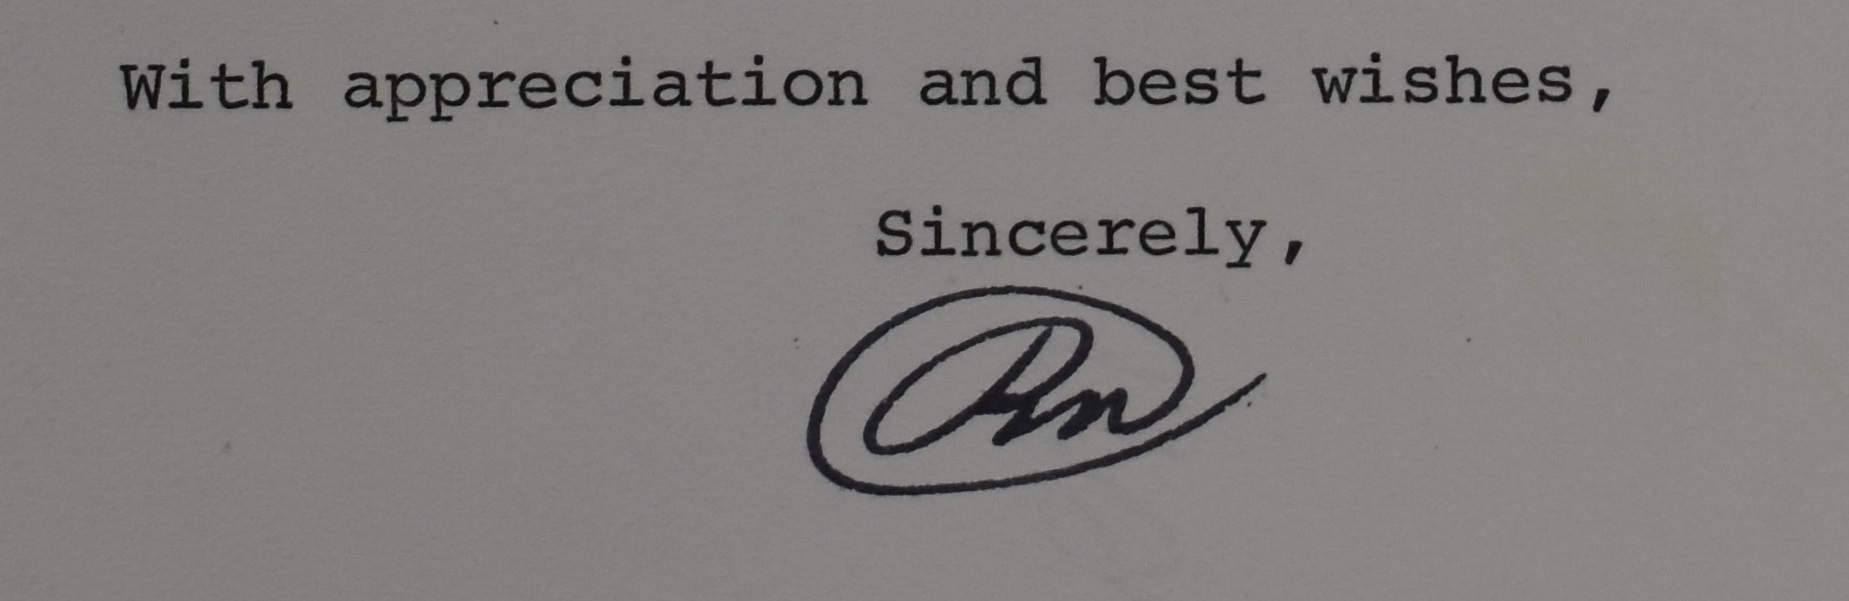 With appreciation and best wishes,
Sincerely,